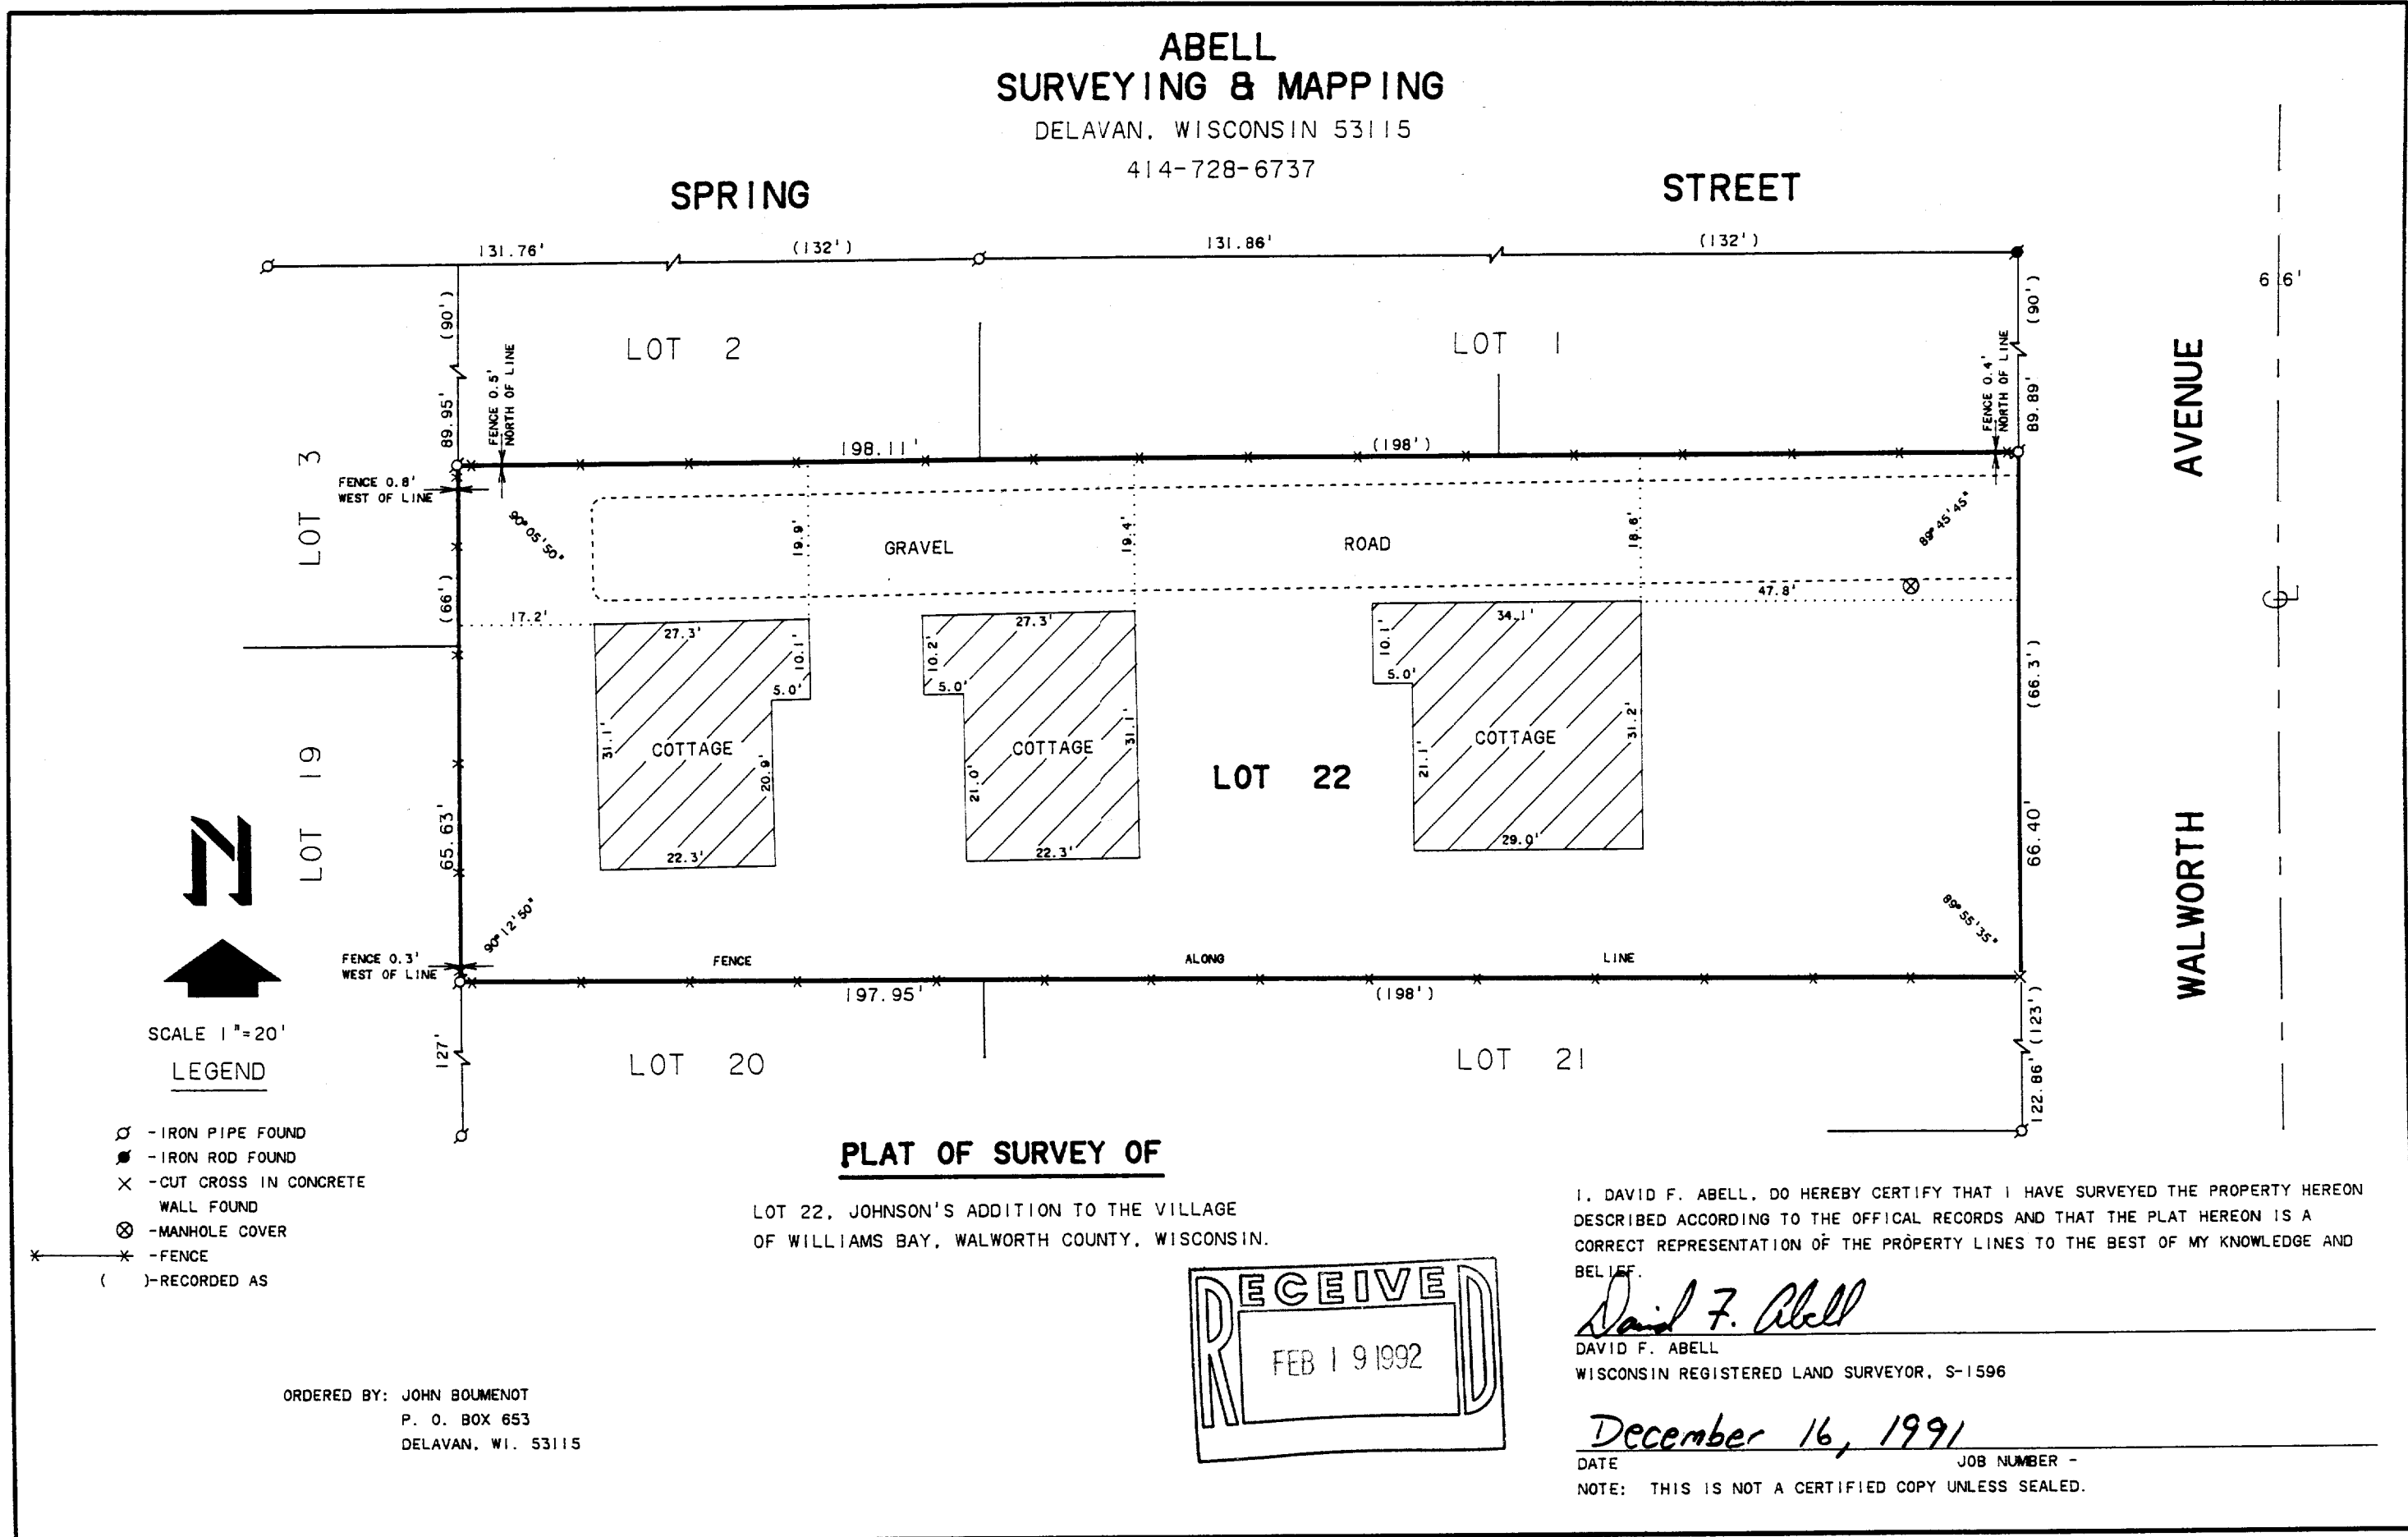 ABELL
SURVEYING & MAPPING
DELAVAN, WISCONSIN 53115
414-728-6737
SPRING STREET
131.76' (132') 131.86' (132')
(90')
89.95'
LOT 2
LOT 1
(90')
89.89'
66'
FENCE 0.5'
NORTH OF LINE
FENCE 0.4'
NORTH OF LINE
198.11' (198')
LOT 3
FENCE 0.8'
WEST OF LINE
90°05'50"
89°45'45"
19.9'
GRAVEL
19.4'
ROAD
18.6'
(66')
17.2'
47.8'
27.3'
10.1'
5.0'
31.1'
COTTAGE
20.9'
22.3'
27.3'
10.2'
5.0'
31.1'
COTTAGE
21.0'
22.3'
34.1'
10.1'
5.0'
31.2'
COTTAGE
21.1'
29.0'
LOT 22
(66.3')
66.40'
WALWORTH AVENUE
CL
LOT 19
65.63'
N
90°12'50"
89°55'35"
FENCE 0.3'
WEST OF LINE
FENCE ALONG LINE
197.95' (198')
127'
LOT 20
LOT 21
122.86' (123')
SCALE 1"=20'
LEGEND
-IRON PIPE FOUND
-IRON ROD FOUND
-CUT CROSS IN CONCRETE
WALL FOUND
-MANHOLE COVER
-FENCE
( )-RECORDED AS
PLAT OF SURVEY OF
LOT 22, JOHNSON'S ADDITION TO THE VILLAGE
OF WILLIAMS BAY, WALWORTH COUNTY, WISCONSIN.
RECEIVED
FEB 19 1992
I, DAVID F. ABELL, DO HEREBY CERTIFY THAT I HAVE SURVEYED THE PROPERTY HEREON
DESCRIBED ACCORDING TO THE OFFICAL RECORDS AND THAT THE PLAT HEREON IS A
CORRECT REPRESENTATION OF THE PROPERTY LINES TO THE BEST OF MY KNOWLEDGE AND
BELIEF.
David F. Abell
DAVID F. ABELL
WISCONSIN REGISTERED LAND SURVEYOR, S-1596
December 16, 1991
DATE JOB NUMBER -
NOTE: THIS IS NOT A CERTIFIED COPY UNLESS SEALED.
ORDERED BY: JOHN BOUMENOT
P. O. BOX 653
DELAVAN, WI. 53115